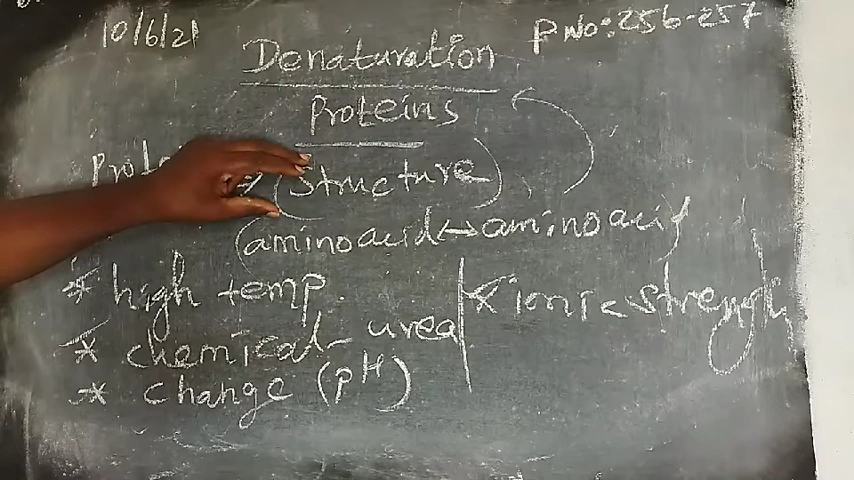 10/6/21
P No: 256-257
Denaturation
Proteins
(structure)
(aminoacid↔aminoacid)
* high temp.
* ionic strength
* chemical - urea
* change (pH)